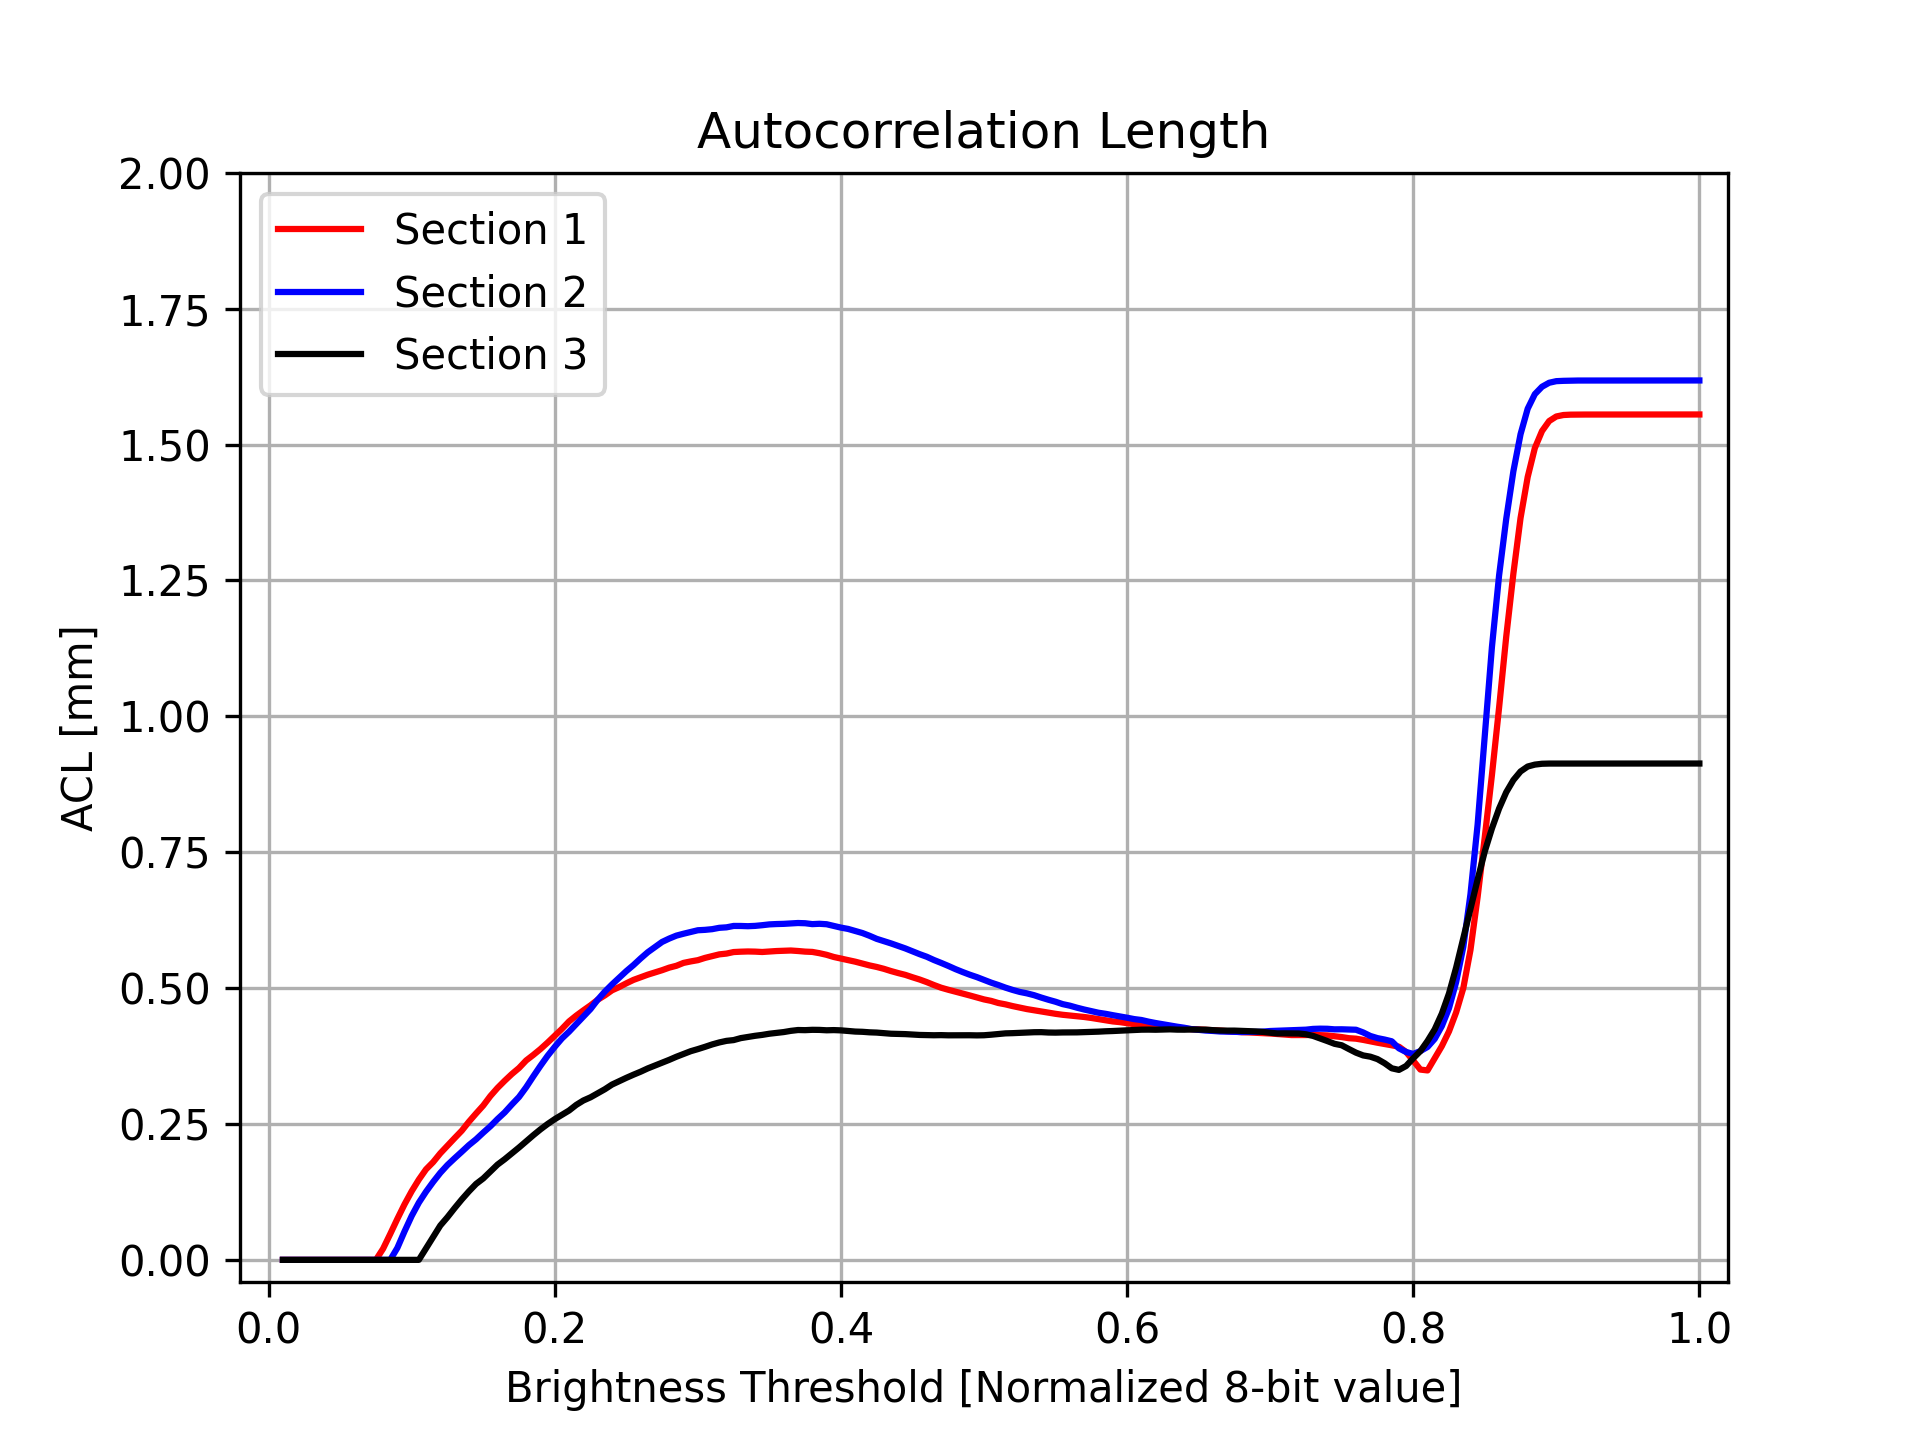 Autocorrelation Length
2.00
1.75
1.50
1.25
1.00
0.75
0.50
0.25
0.00
ACL [mm]
Section 1
Section 2
Section 3
0.0 0.2 0.4 0.6 0.8 1.0
Brightness Threshold [Normalized 8-bit value]